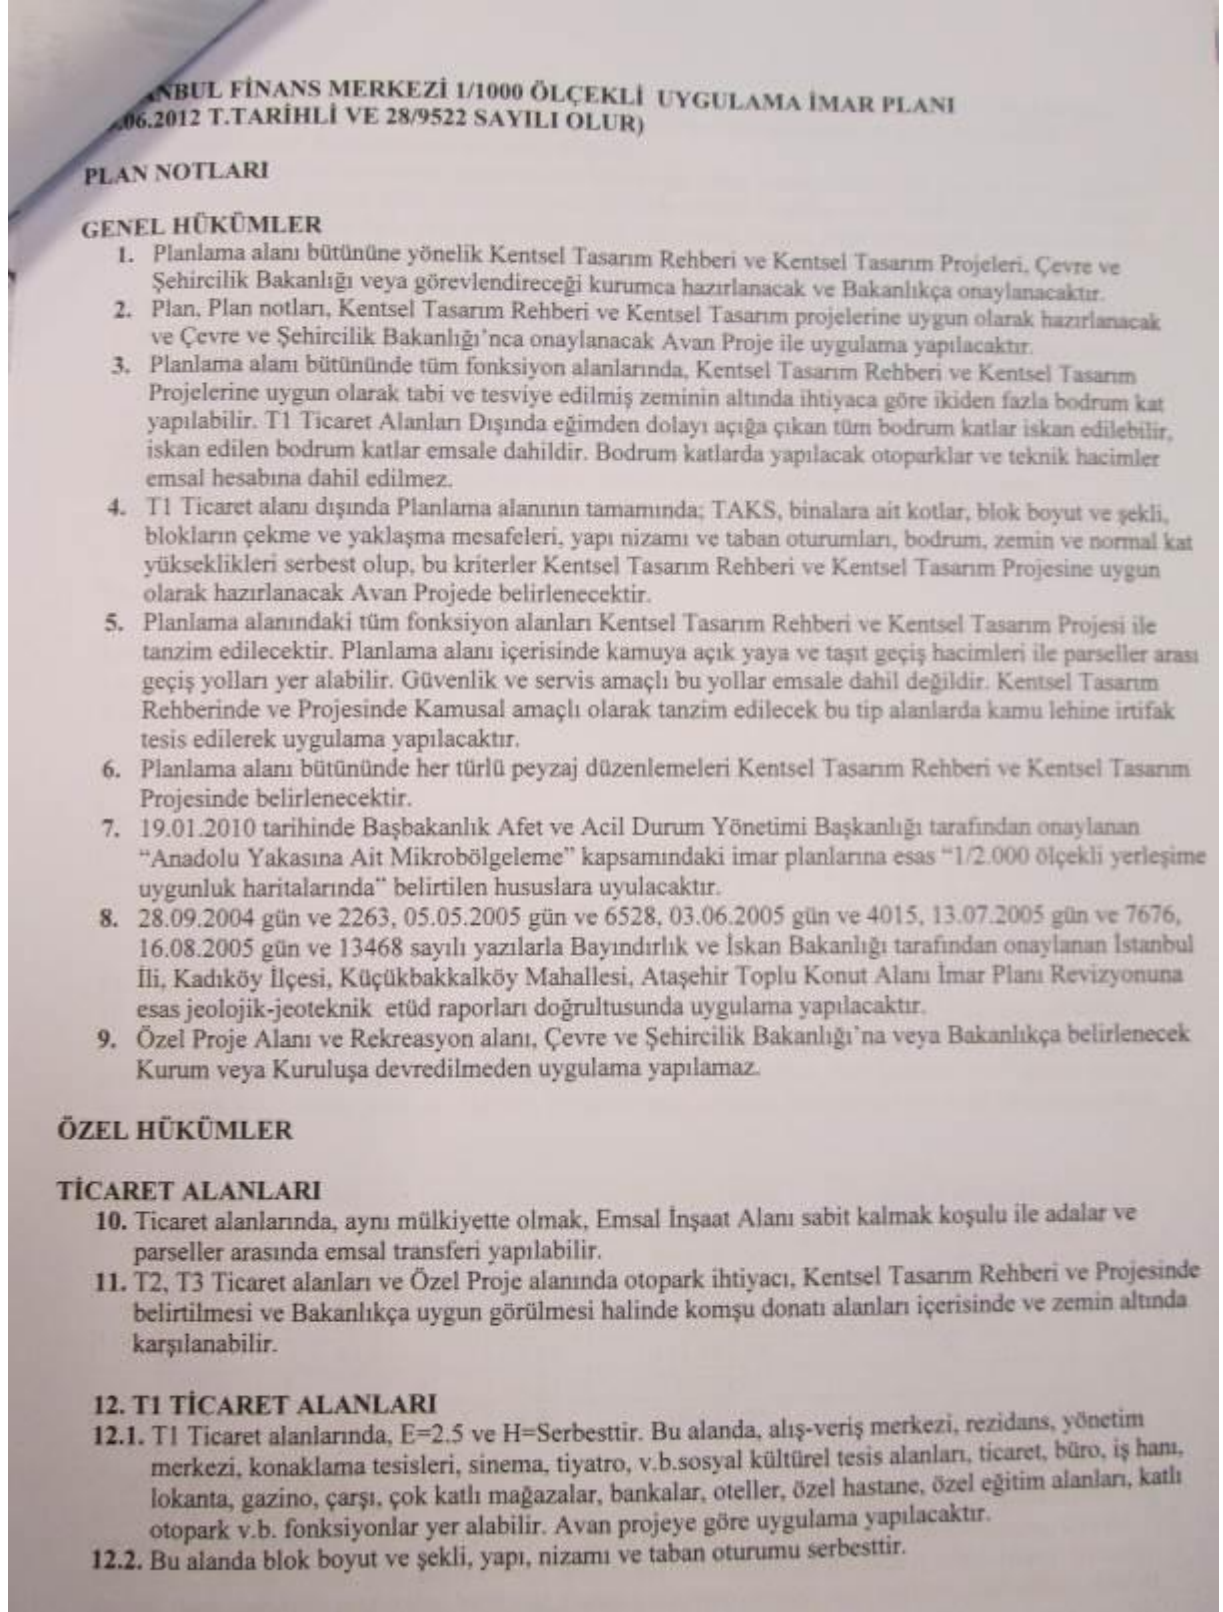 NBUL FİNANS MERKEZİ 1/1000 ÖLÇEKLİ UYGULAMA İMAR PLANI
.06.2012 T.TARİHLİ VE 28/9522 SAYILI OLUR)
PLAN NOTLARI
GENEL HÜKÜMLER
1. Planlama alanı bütününe yönelik Kentsel Tasarım Rehberi ve Kentsel Tasarım Projeleri, Çevre ve
Şehircilik Bakanlığı veya görevlendireceği kurumca hazırlanacak ve Bakanlıkça onaylanacaktır.
2. Plan, Plan notları, Kentsel Tasarım Rehberi ve Kentsel Tasarım projelerine uygun olarak hazırlanacak
ve Çevre ve Şehircilik Bakanlığı'nca onaylanacak Avan Proje ile uygulama yapılacaktır.
3. Planlama alanı bütününde tüm fonksiyon alanlarında, Kentsel Tasarım Rehberi ve Kentsel Tasarım
Projelerine uygun olarak tabi ve tesviye edilmiş zeminin altında ihtiyaca göre ikiden fazla bodrum kat
yapılabilir. T1 Ticaret Alanları Dışında eğimden dolayı açığa çıkan tüm bodrum katlar iskan edilebilir,
iskan edilen bodrum katlar emsale dahildir. Bodrum katlarda yapılacak otoparklar ve teknik hacimler
emsal hesabına dahil edilmez.
4. T1 Ticaret alanı dışında Planlama alanının tamamında; TAKS, binalara ait kotlar, blok boyut ve şekli,
blokların çekme ve yaklaşma mesafeleri, yapı nizamı ve taban oturumları, bodrum, zemin ve normal kat
yükseklikleri serbest olup, bu kriterler Kentsel Tasarım Rehberi ve Kentsel Tasarım Projesine uygun
olarak hazırlanacak Avan Projede belirlenecektir.
5. Planlama alanındaki tüm fonksiyon alanları Kentsel Tasarım Rehberi ve Kentsel Tasarım Projesi ile
tanzim edilecektir. Planlama alanı içerisinde kamuya açık yaya ve taşıt geçiş hacimleri ile parseller arası
geçiş yolları yer alabilir. Güvenlik ve servis amaçlı bu yollar emsale dahil değildir. Kentsel Tasarım
Rehberinde ve Projesinde Kamusal amaçlı olarak tanzim edilecek bu tip alanlarda kamu lehine irtifak
tesis edilerek uygulama yapılacaktır.
6. Planlama alanı bütününde her türlü peyzaj düzenlemeleri Kentsel Tasarım Rehberi ve Kentsel Tasarım
Projesinde belirlenecektir.
7. 19.01.2010 tarihinde Başbakanlık Afet ve Acil Durum Yönetimi Başkanlığı tarafından onaylanan
“Anadolu Yakasına Ait Mikrobölgeleme” kapsamındaki imar planlarına esas “1/2.000 ölçekli yerleşime
uygunluk haritalarında“ belirtilen hususlara uyulacaktır.
8. 28.09.2004 gün ve 2263, 05.05.2005 gün ve 6528, 03.06.2005 gün ve 4015, 13.07.2005 gün ve 7676,
16.08.2005 gün ve 13468 sayılı yazılarla Bayındırlık ve İskan Bakanlığı tarafından onaylanan İstanbul
İli, Kadıköy İlçesi, Küçükbakkalköy Mahallesi, Ataşehir Toplu Konut Alanı İmar Planı Revizyonuna
esas jeolojik-jeoteknik etüd raporları doğrultusunda uygulama yapılacaktır.
9. Özel Proje Alanı ve Rekreasyon alanı, Çevre ve Şehircilik Bakanlığı'na veya Bakanlıkça belirlenecek
Kurum veya Kuruluşa devredilmeden uygulama yapılamaz.
ÖZEL HÜKÜMLER
TİCARET ALANLARI
10. Ticaret alanlarında, aynı mülkiyette olmak, Emsal İnşaat Alanı sabit kalmak koşulu ile adalar ve
parseller arasında emsal transferi yapılabilir.
11. T2, T3 Ticaret alanları ve Özel Proje alanında otopark ihtiyacı, Kentsel Tasarım Rehberi ve Projesinde
belirtilmesi ve Bakanlıkça uygun görülmesi halinde komşu donatı alanları içerisinde ve zemin altında
karşılanabilir.
12. T1 TİCARET ALANLARI
12.1. T1 Ticaret alanlarında, E=2.5 ve H=Serbesttir. Bu alanda, alış-veriş merkezi, rezidans, yönetim
merkezi, konaklama tesisleri, sinema, tiyatro, v.b.sosyal kültürel tesis alanları, ticaret, büro, iş hanı,
lokanta, gazino, çarşı, çok katlı mağazalar, bankalar, oteller, özel hastane, özel eğitim alanları, katlı
otopark v.b. fonksiyonlar yer alabilir. Avan projeye göre uygulama yapılacaktır.
12.2. Bu alanda blok boyut ve şekli, yapı, nizamı ve taban oturumu serbesttir.